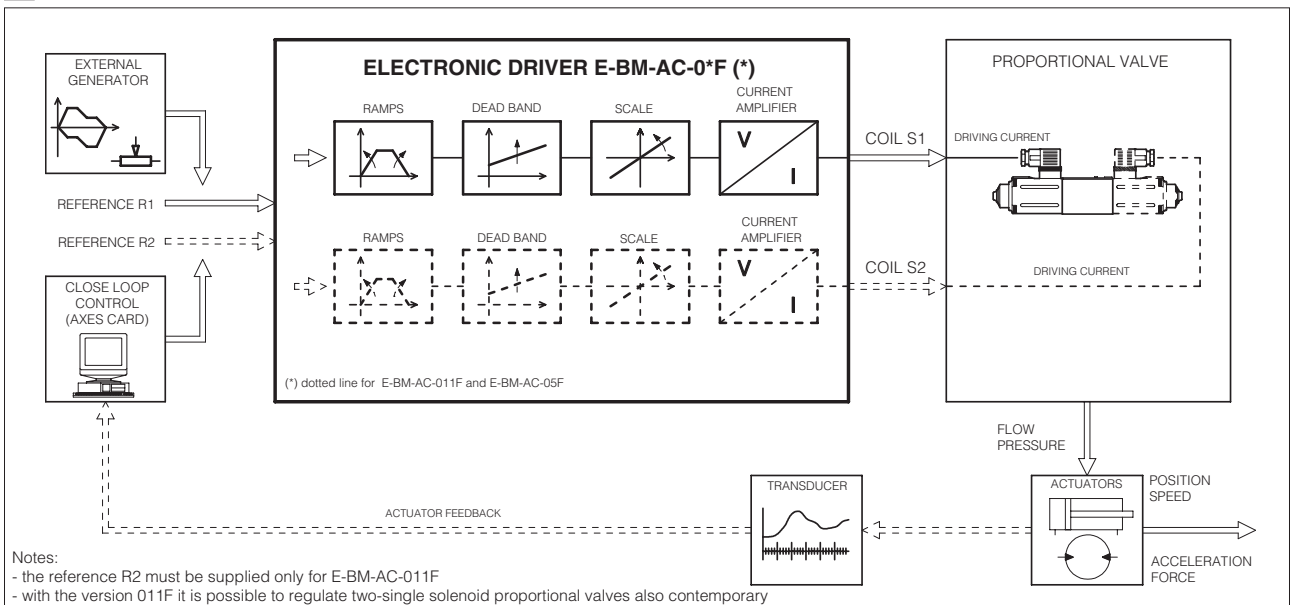 EXTERNAL
GENERATOR
REFERENCE R1
REFERENCE R2
CLOSE LOOP
CONTROL
(AXES CARD)
ELECTRONIC DRIVER E-BM-AC-0*F (*)
RAMPS
DEAD BAND
SCALE
CURRENT
AMPLIFIER
V
I
RAMPS
DEAD BAND
SCALE
CURRENT
AMPLIFIER
V
I
(*) dotted line for E-BM-AC-011F and E-BM-AC-05F
COIL S1
COIL S2
PROPORTIONAL VALVE
DRIVING CURRENT
DRIVING CURRENT
FLOW
PRESSURE
ACTUATORS
POSITION
SPEED
ACCELERATION
FORCE
TRANSDUCER
ACTUATOR FEEDBACK
Notes:
- the reference R2 must be supplied only for E-BM-AC-011F
- with the version 011F it is possible to regulate two-single solenoid proportional valves also contemporary